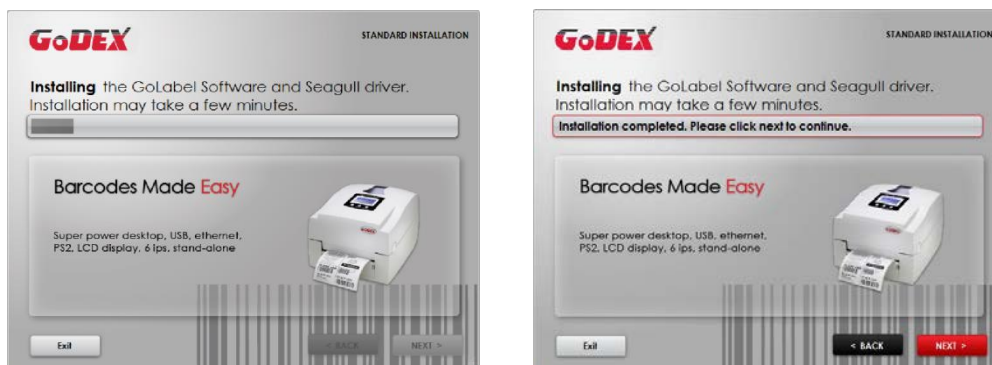 GoDEX
STANDARD INSTALLATION
Installing the GoLabel Software and Seagull driver.
Installation may take a few minutes.
Barcodes Made Easy
Super power desktop, USB, ethernet,
PS2, LCD display, 6 ips, stand-alone
Exit
< BACK
NEXT >
GoDEX
STANDARD INSTALLATION
Installing the GoLabel Software and Seagull driver.
Installation may take a few minutes.
Installation completed. Please click next to continue.
Barcodes Made Easy
Super power desktop, USB, ethernet,
PS2, LCD display, 6 ips, stand-alone
Exit
< BACK
NEXT >